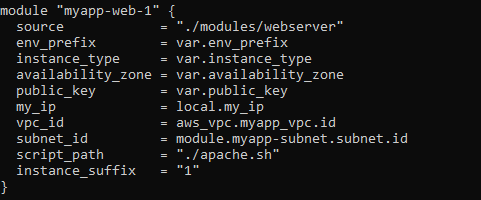 module "myapp-web-1" {
  source            = "./modules/webserver"
  env_prefix        = var.env_prefix
  instance_type     = var.instance_type
  availability_zone = var.availability_zone
  public_key        = var.public_key
  my_ip             = local.my_ip
  vpc_id            = aws_vpc.myapp_vpc.id
  subnet_id         = module.myapp-subnet.subnet.id
  script_path       = "./apache.sh"
  instance_suffix   = "1"
}